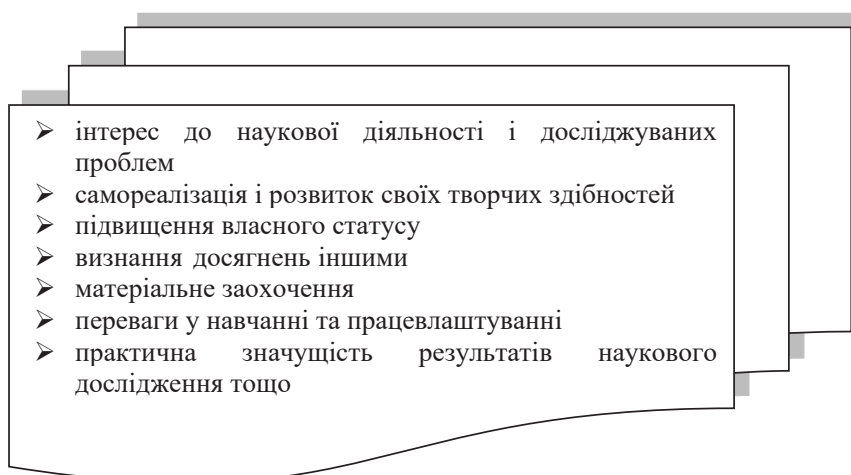 ➢ інтерес до наукової діяльності і досліджуваних
проблем
➢ самореалізація і розвиток своїх творчих здібностей
➢ підвищення власного статусу
➢ визнання досягнень іншими
➢ матеріальне заохочення
➢ переваги у навчанні та працевлаштуванні
➢ практична значущість результатів наукового
дослідження тощо